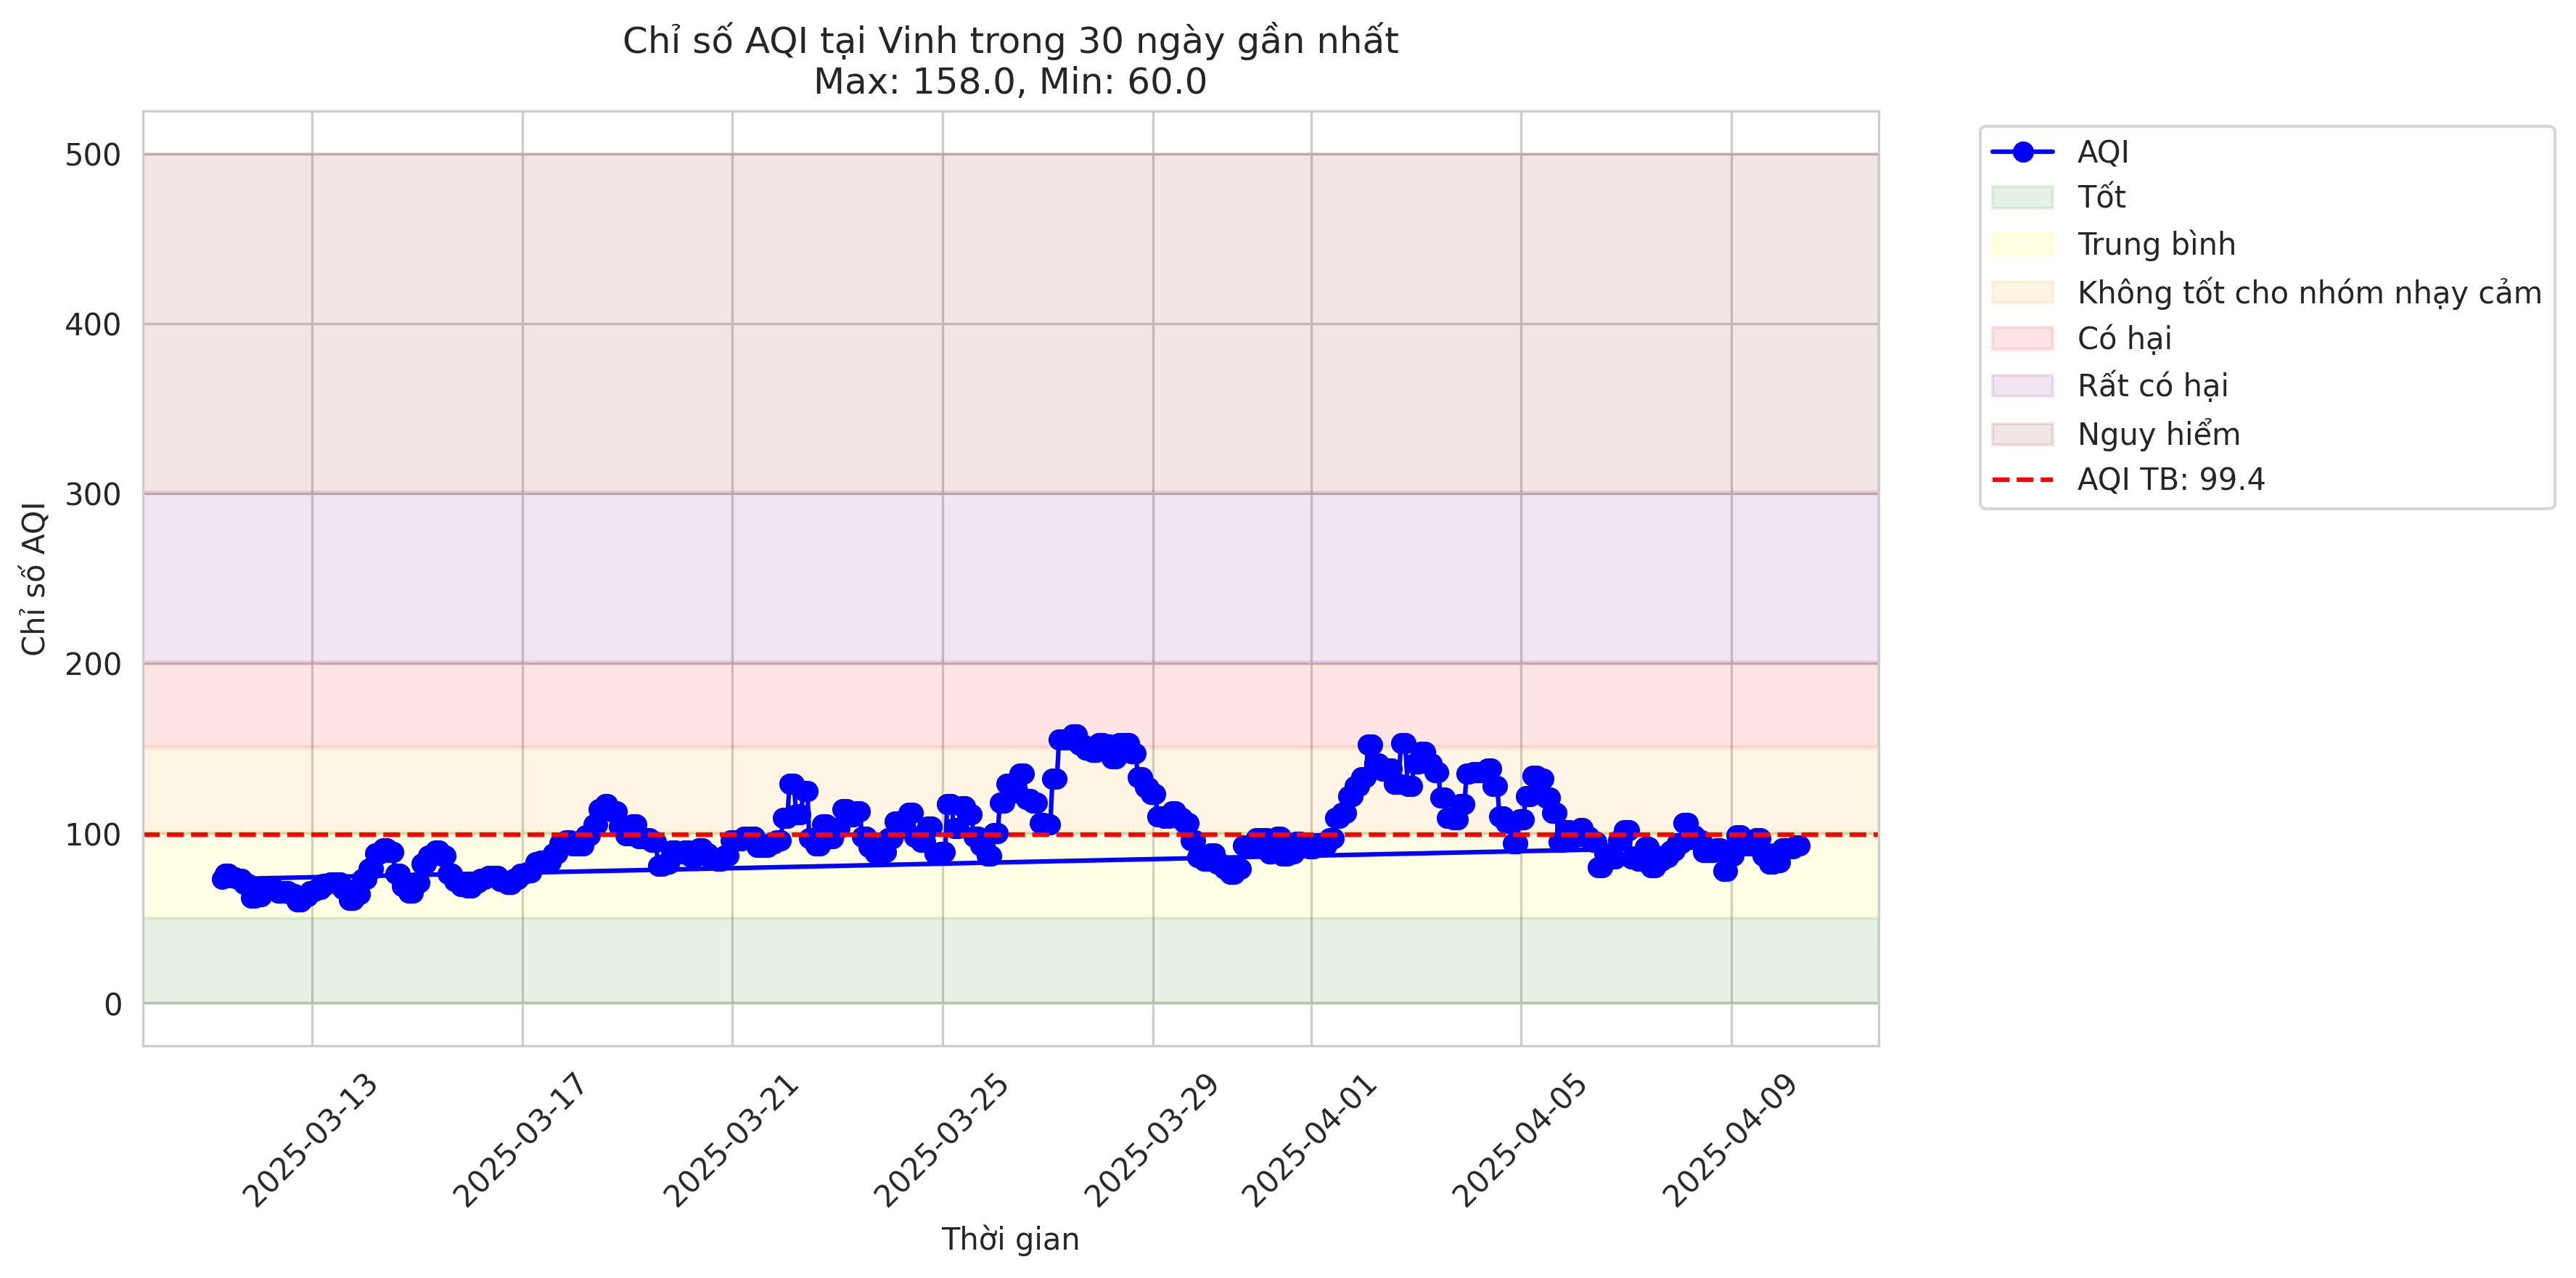 Chỉ số AQI tại Vinh trong 30 ngày gần nhất
Max: 158.0, Min: 60.0
Chỉ số AQI
500
400
300
200
100
0
2025-03-13
2025-03-17
2025-03-21
2025-03-25
2025-03-29
2025-04-01
2025-04-05
2025-04-09
Thời gian
AQI
Tốt
Trung bình
Không tốt cho nhóm nhạy cảm
Có hại
Rất có hại
Nguy hiểm
AQI TB: 99.4